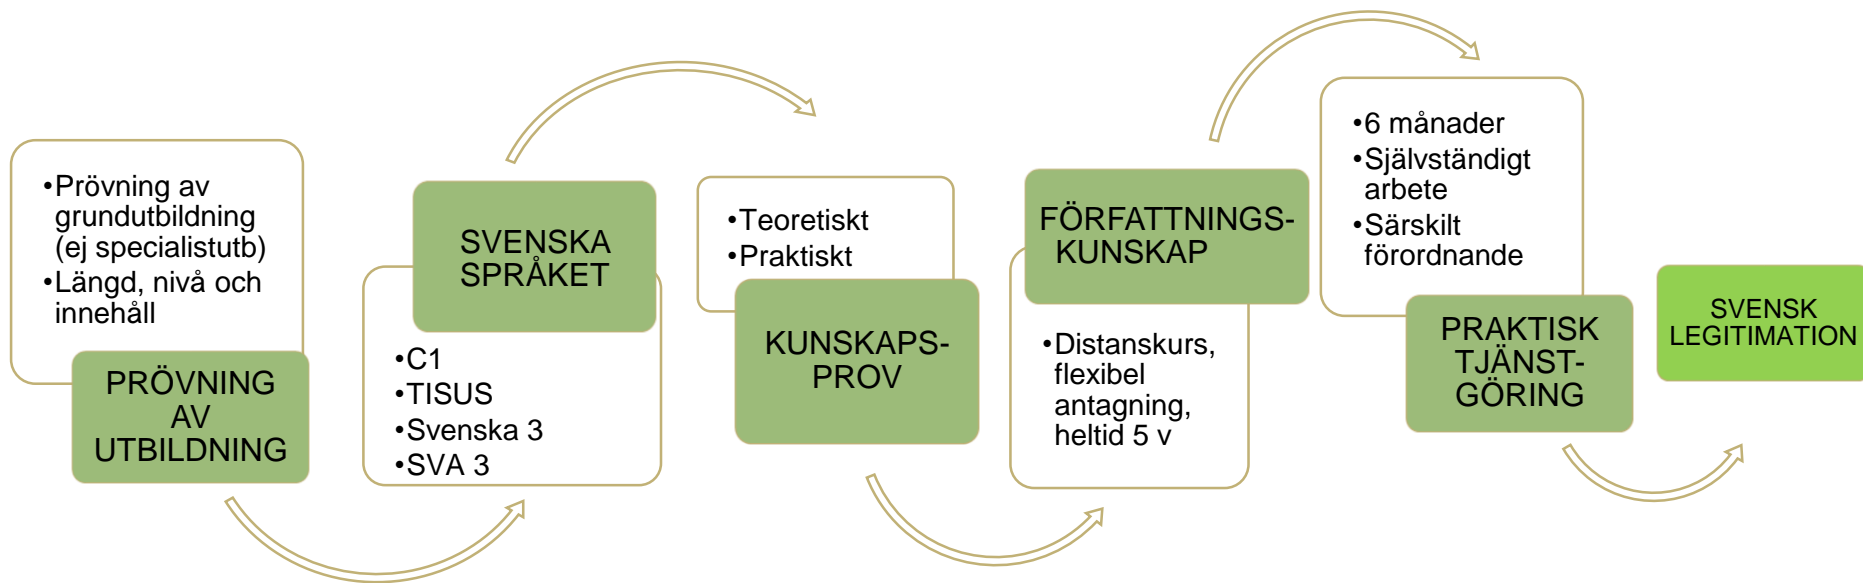 •Prövning av
grundutbildning
(ej specialistutb)
•Längd, nivå och
innehåll
PRÖVNING
AV
UTBILDNING
SVENSKA
SPRÅKET
•C1
•TISUS
•Svenska 3
•SVA 3
•Teoretiskt
•Praktiskt
KUNSKAPS-
PROV
FÖRFATTNINGS-
KUNSKAP
•Distanskurs,
flexibel
antagning,
heltid 5 v
•6 månader
•Självständigt
arbete
•Särskilt
förordnande
PRAKTISK
TJÄNST-
GÖRING
SVENSK
LEGITIMATION